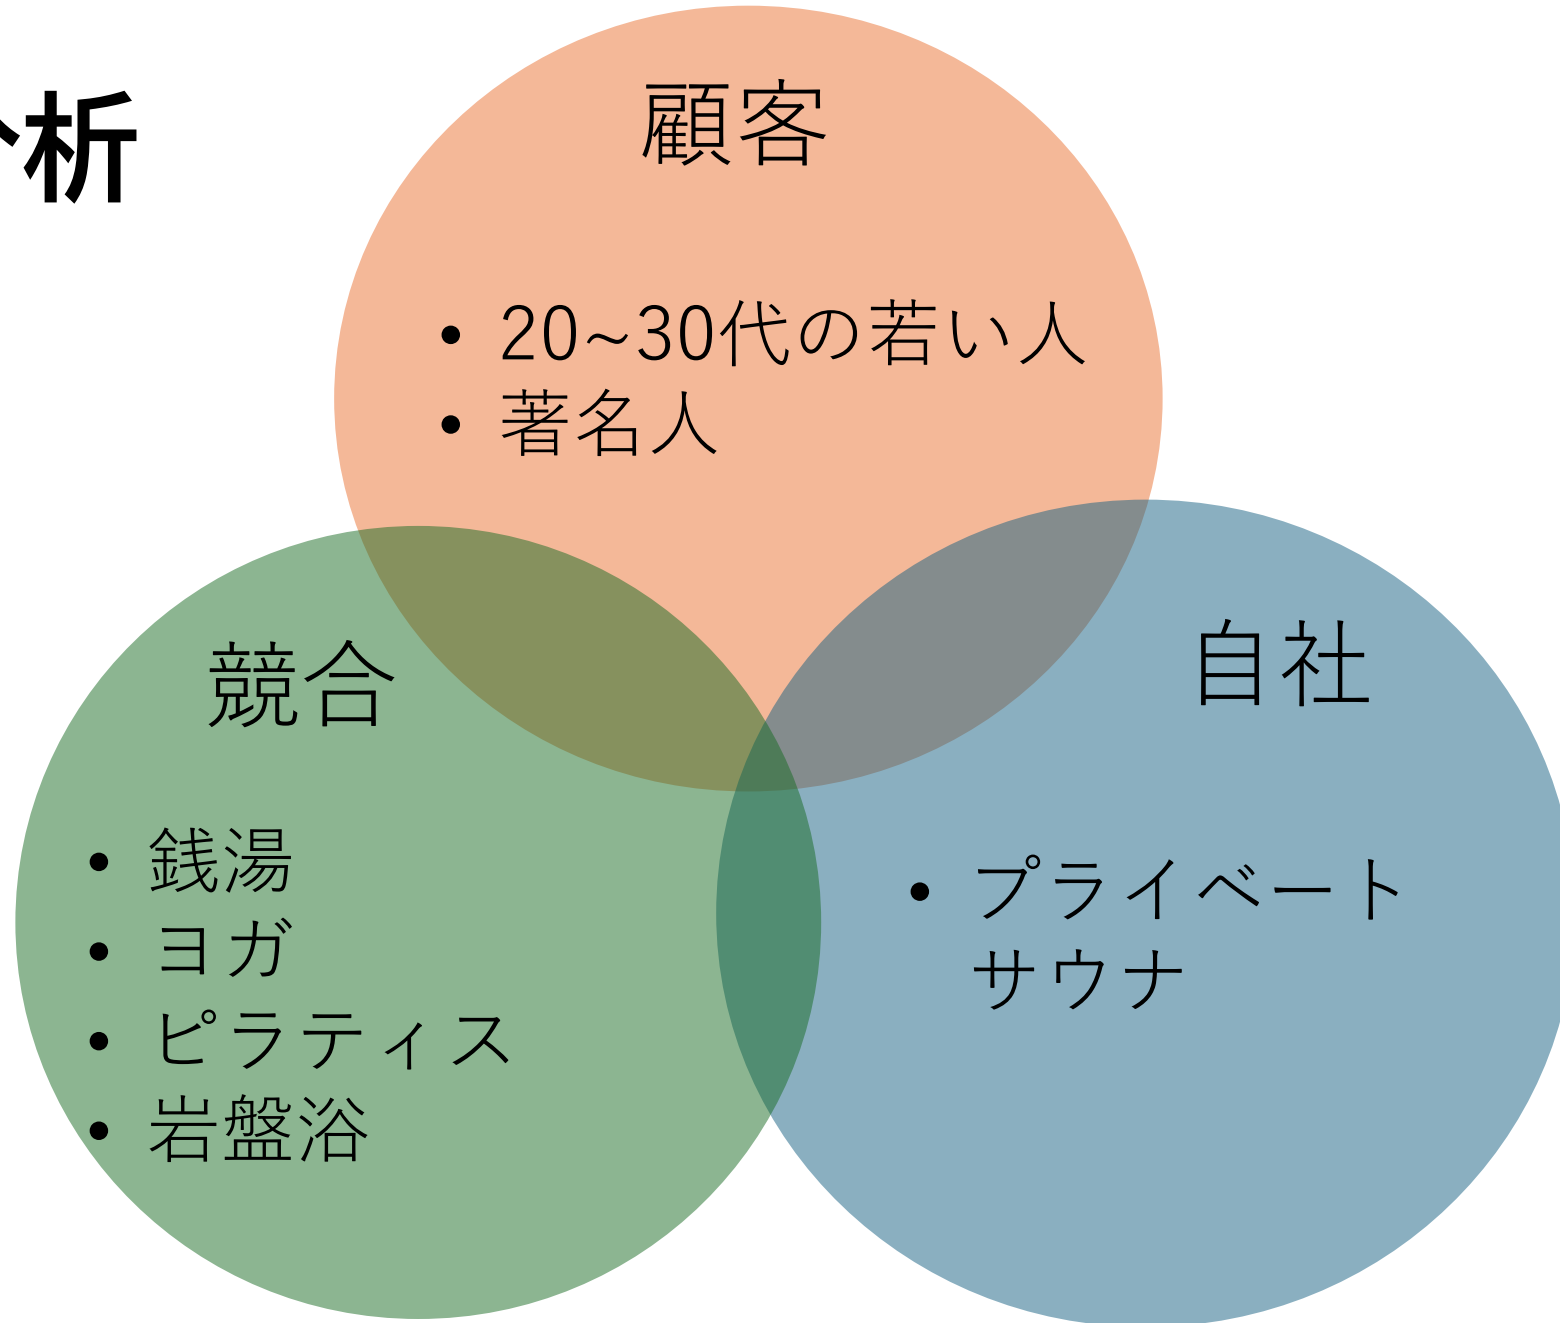 分析
顧客
• 20~30代の若い人
• 著名人
競合
• 銭湯
• ヨガ
• ピラティス
• 岩盤浴
自社
• プライベート
サウナ